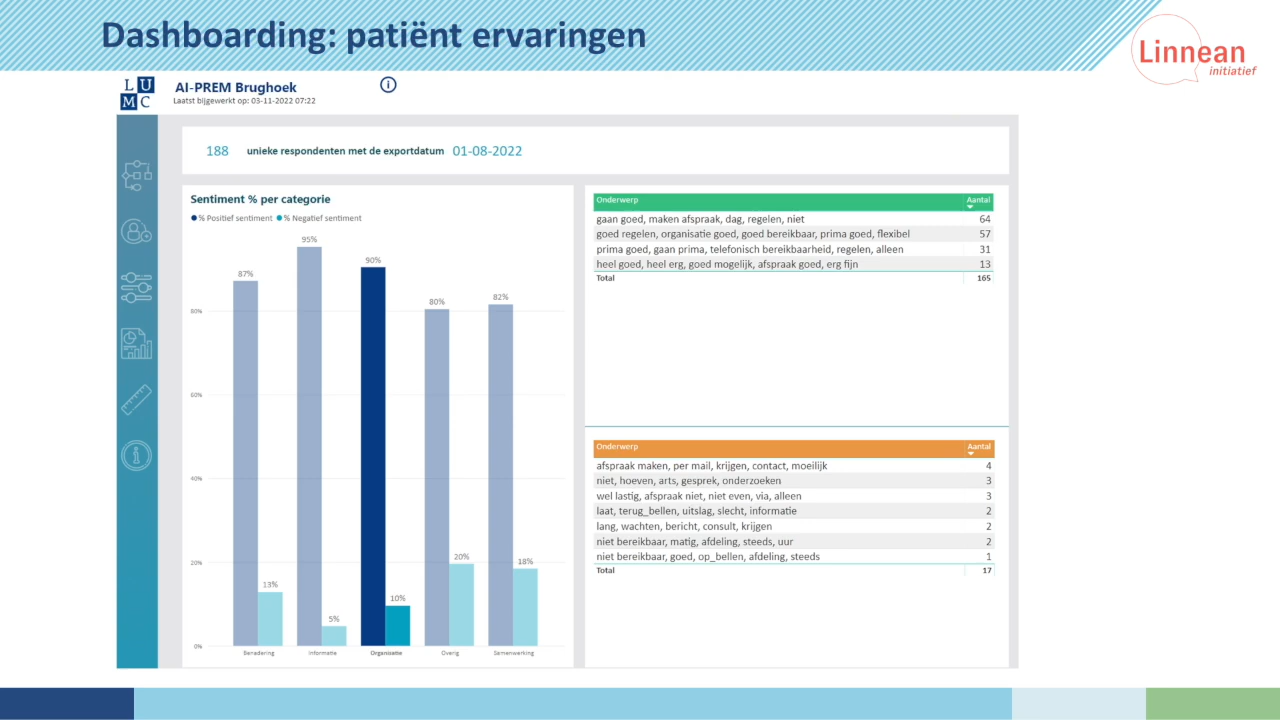 Dashboarding: patiënt ervaringen
Linnean
initiatief
L U
M C
AI-PREM Brughoek
Laatst bijgewerkt op: 03-11-2022 07:22
188 unieke respondenten met de exportdatum 01-08-2022
Sentiment % per categorie
% Positief sentiment % Negatief sentiment
95%
90%
87%
82%
80%
80%
60%
40%
20%
20%
18%
13%
10%
5%
0%
Benadering Informatie Organisatie Overig Samenwerking
Onderwerp Aantal
gaan goed, maken afspraak, dag, regelen, niet 64
goed regelen, organisatie goed, goed bereikbaar, prima goed, flexibel 57
prima goed, gaan prima, telefonisch bereikbaarheid, regelen, alleen 31
heel goed, heel erg, goed mogelijk, afspraak goed, erg fijn 13
Total 165
Onderwerp Aantal
afspraak maken, per mail, krijgen, contact, moeilijk 4
niet, hoeven, arts, gesprek, onderzoeken 3
wel lastig, afspraak niet, niet even, via, alleen 3
laat, terug_bellen, uitslag, slecht, informatie 2
lang, wachten, bericht, consult, krijgen 2
niet bereikbaar, matig, afdeling, steeds, uur 2
niet bereikbaar, goed, op_bellen, afdeling, steeds 1
Total 17